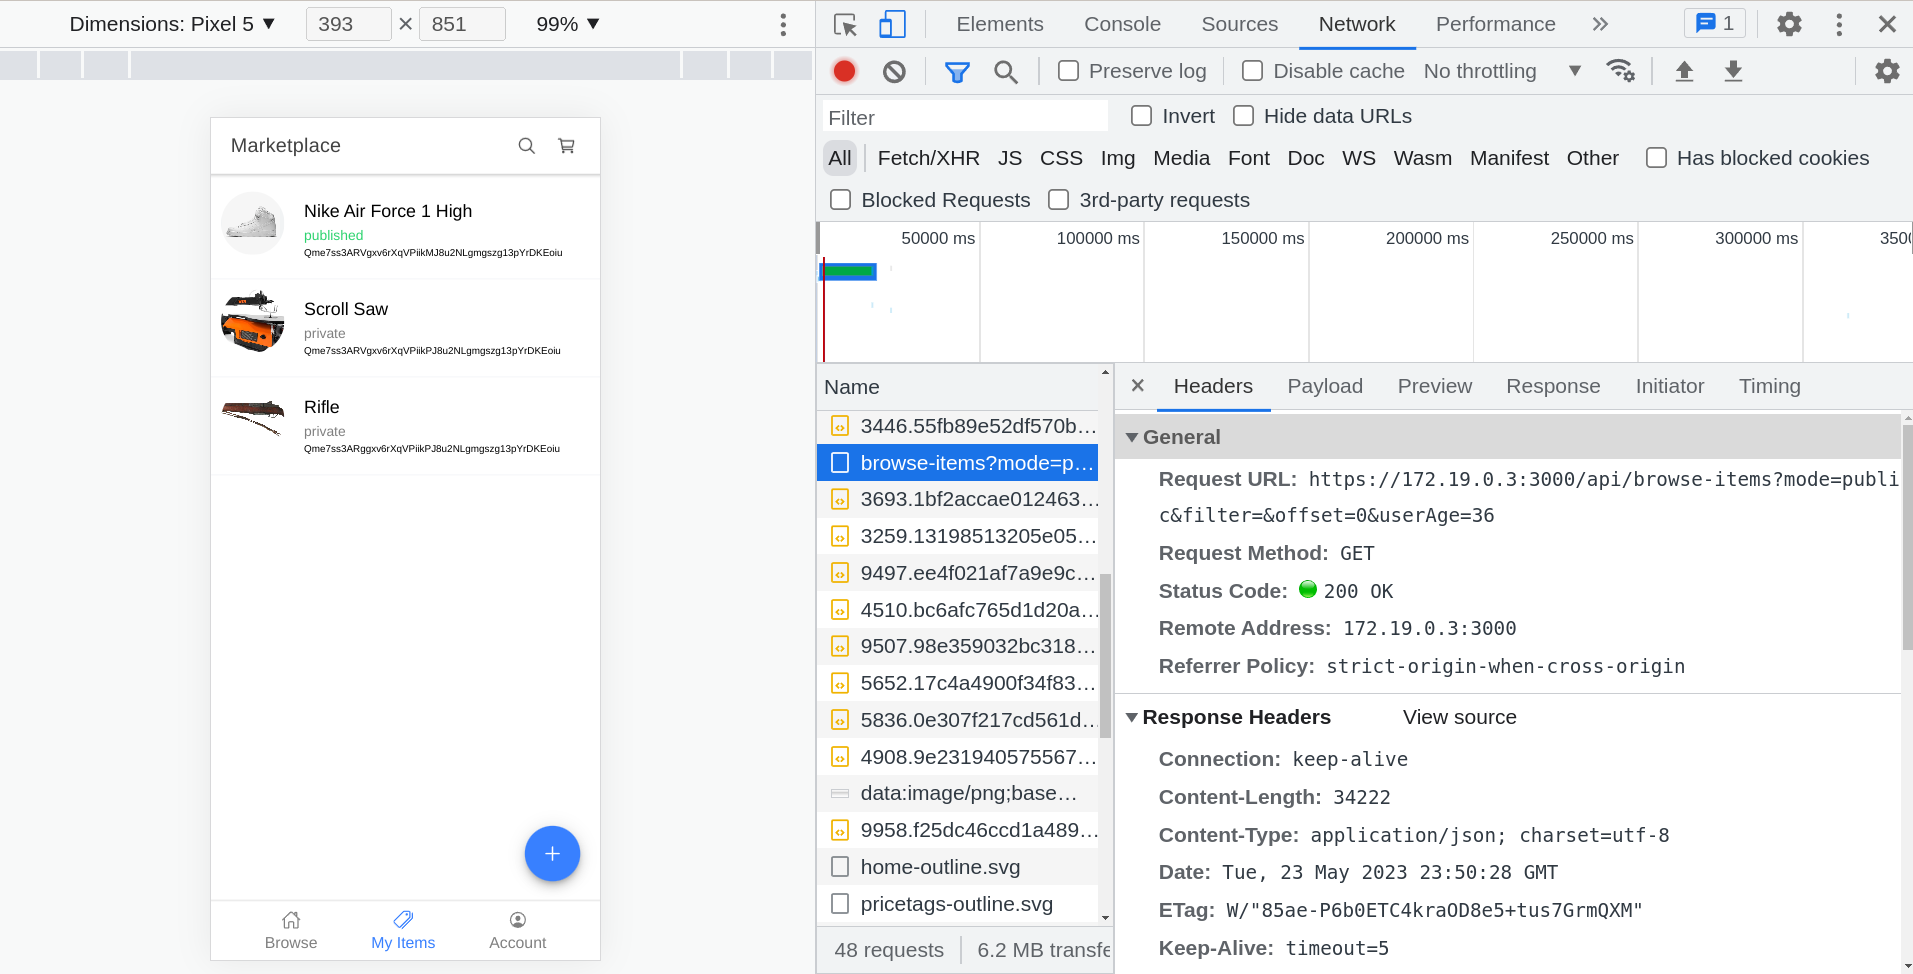 Dimensions: Pixel 5 ▼ 393 × 851 99% ▼
Elements Console Sources Network Performance 1
Preserve log Disable cache No throttling ▼
Filter Invert Hide data URLs
All Fetch/XHR JS CSS Img Media Font Doc WS Wasm Manifest Other Has blocked cookies
Blocked Requests 3rd-party requests
50000 ms 100000 ms 150000 ms 200000 ms 250000 ms 300000 ms 350
Marketplace
Nike Air Force 1 High
published
Qme7ss3ARVgxv6rXqVPiikMJ8u2NLgmgszg13pYrDKEoiu
Scroll Saw
private
Qme7ss3ARVgxv6rXqVPiikPJ8u2NLgmgszg13pYrDKEoiu
Rifle
private
Qme7ss3ARggxv6rXqVPiikPJ8u2NLgmgszg13pYrDKEoiu
Browse My Items Account
Name
3446.55fb89e52df570b…
browse-items?mode=p…
3693.1bf2accae012463…
3259.13198513205e05…
9497.ee4f021af7a9e9c…
4510.bc6afc765d1d20a…
9507.98e359032bc318…
5652.17c4a4900f34f83…
5836.0e307f217cd561d…
4908.9e231940575567…
data:image/png;base…
9958.f25dc46ccd1a489…
home-outline.svg
pricetags-outline.svg
48 requests 6.2 MB transfe
Headers Payload Preview Response Initiator Timing
General
Request URL: https://172.19.0.3:3000/api/browse-items?mode=publi
c&filter=&offset=0&userAge=36
Request Method: GET
Status Code: 200 OK
Remote Address: 172.19.0.3:3000
Referrer Policy: strict-origin-when-cross-origin
Response Headers View source
Connection: keep-alive
Content-Length: 34222
Content-Type: application/json; charset=utf-8
Date: Tue, 23 May 2023 23:50:28 GMT
ETag: W/"85ae-P6b0ETC4kraOD8e5+tus7GrmQXM"
Keep-Alive: timeout=5